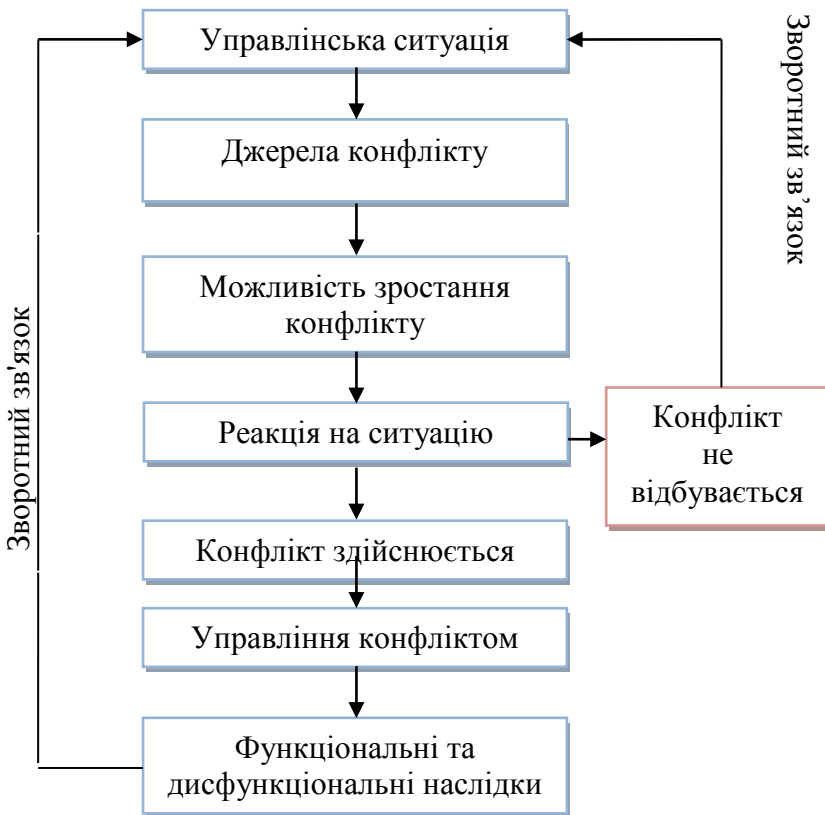 Управлінська ситуація
Джерела конфлікту
Можливість зростання
конфлікту
Реакція на ситуацію
Конфлікт
не
відбувається
Конфлікт здійснюється
Управління конфліктом
Функціональні та
дисфункціональні наслідки
Зворотний зв'язок
Зворотний зв’язок